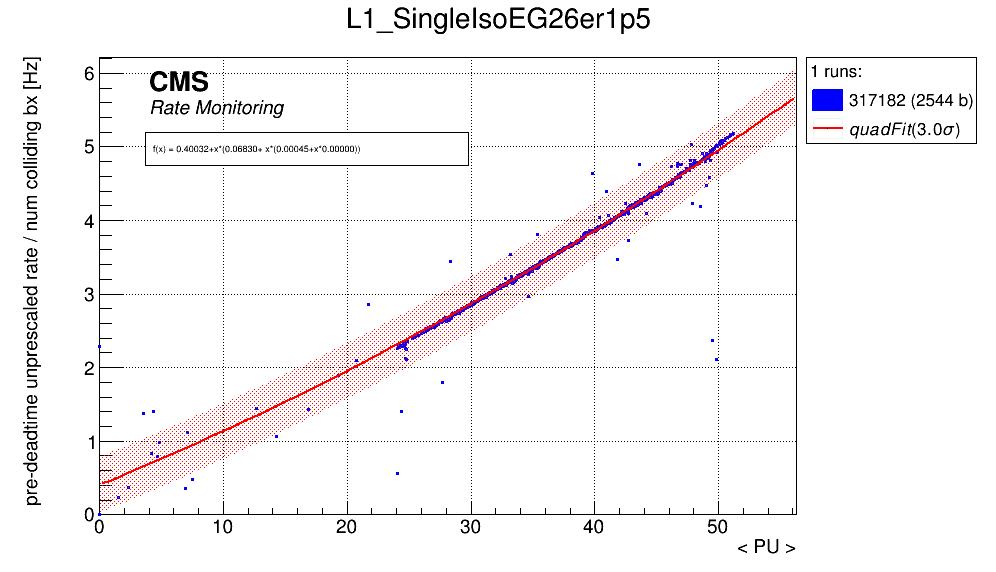 L1_SingleIsoEG26er1p5
pre-deadtime unprescaled rate / num colliding bx [Hz]
CMS
Rate Monitoring
f(x) = 0.40032+x*(0.06830+ x*(0.00045+x*0.00000))
1 runs:
317182 (2544 b)
quadFit(3.0σ)
6
5
4
3
2
1
0
0 10 20 30 40 50
< PU >